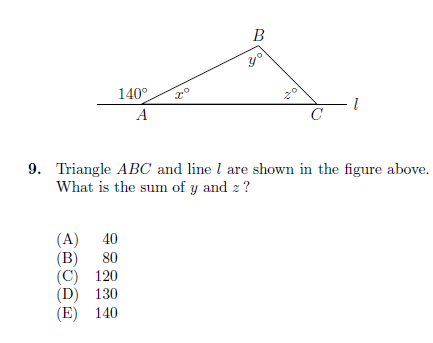 B
y°
140° x° z° l
A C
9. Triangle ABC and line l are shown in the figure above.
What is the sum of y and z ?
(A) 40
(B) 80
(C) 120
(D) 130
(E) 140